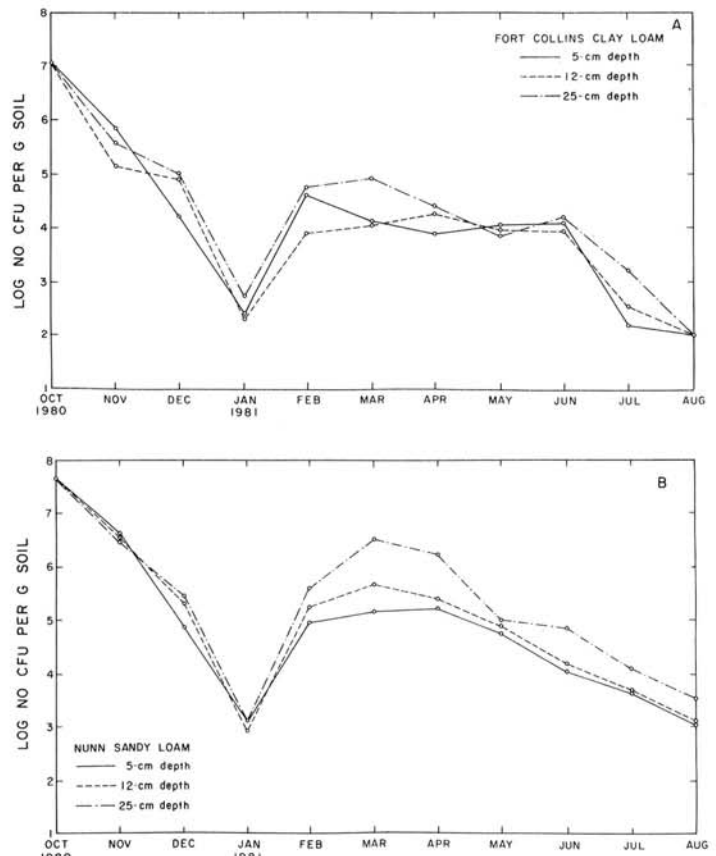 A
FORT COLLINS CLAY LOAM
5-cm depth
12-cm depth
25-cm depth
LOG NO CFU PER G SOIL
8
7
6
5
4
3
2
1
OCT NOV DEC JAN FEB MAR APR MAY JUN JUL AUG
1980 1981
B
LOG NO CFU PER G SOIL
8
7
6
5
4
3
2
1
NUNN SANDY LOAM
5-cm depth
12-cm depth
25-cm depth
OCT NOV DEC JAN FEB MAR APR MAY JUN JUL AUG